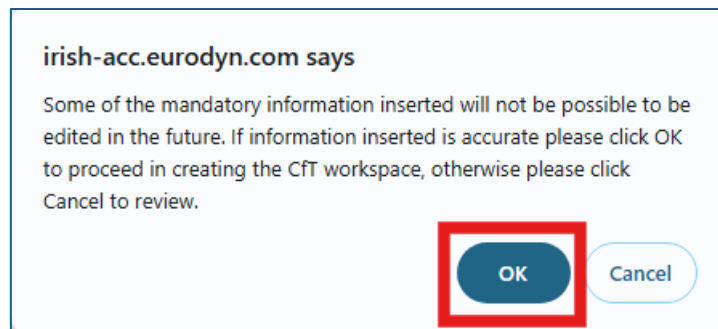 irish-acc.eurodyn.com says
Some of the mandatory information inserted will not be possible to be
edited in the future. If information inserted is accurate please click OK
to proceed in creating the CfT workspace, otherwise please click
Cancel to review.
OK Cancel